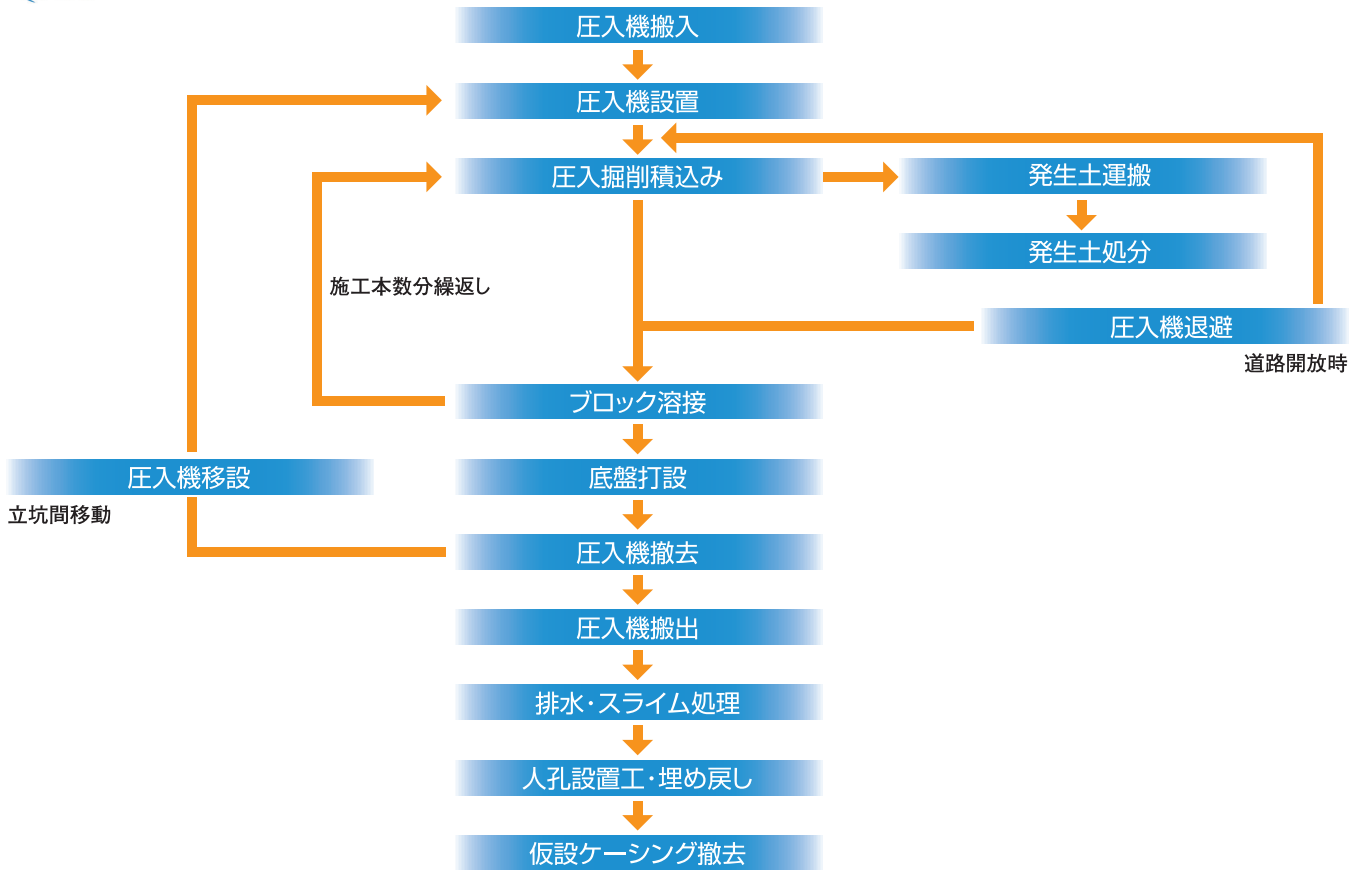 圧入機搬入
圧入機設置
圧入掘削積込み
発生土運搬
発生土処分
施工本数分繰返し
圧入機退避
道路開放時
ブロック溶接
圧入機移設
立坑間移動
底盤打設
圧入機撤去
圧入機搬出
排水・スライム処理
人孔設置工・埋め戻し
仮設ケーシング撤去